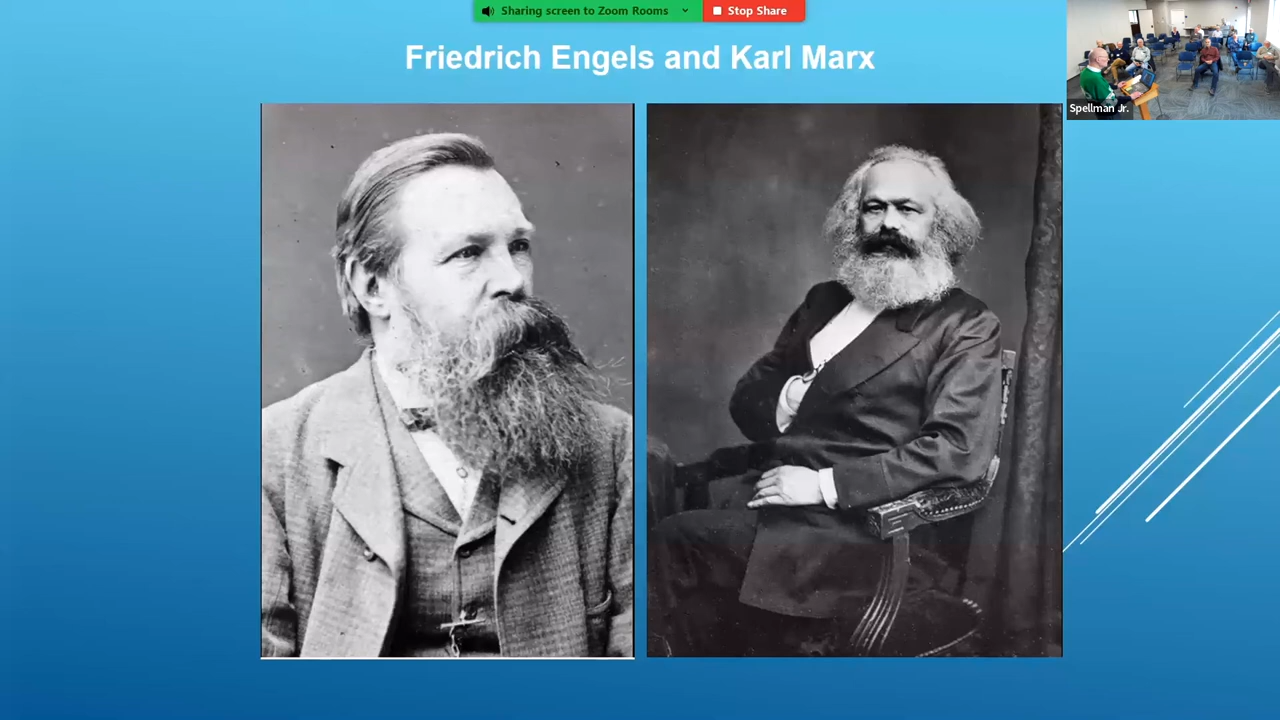 Sharing screen to Zoom Rooms
Stop Share
Friedrich Engels and Karl Marx
Spellman Jr.